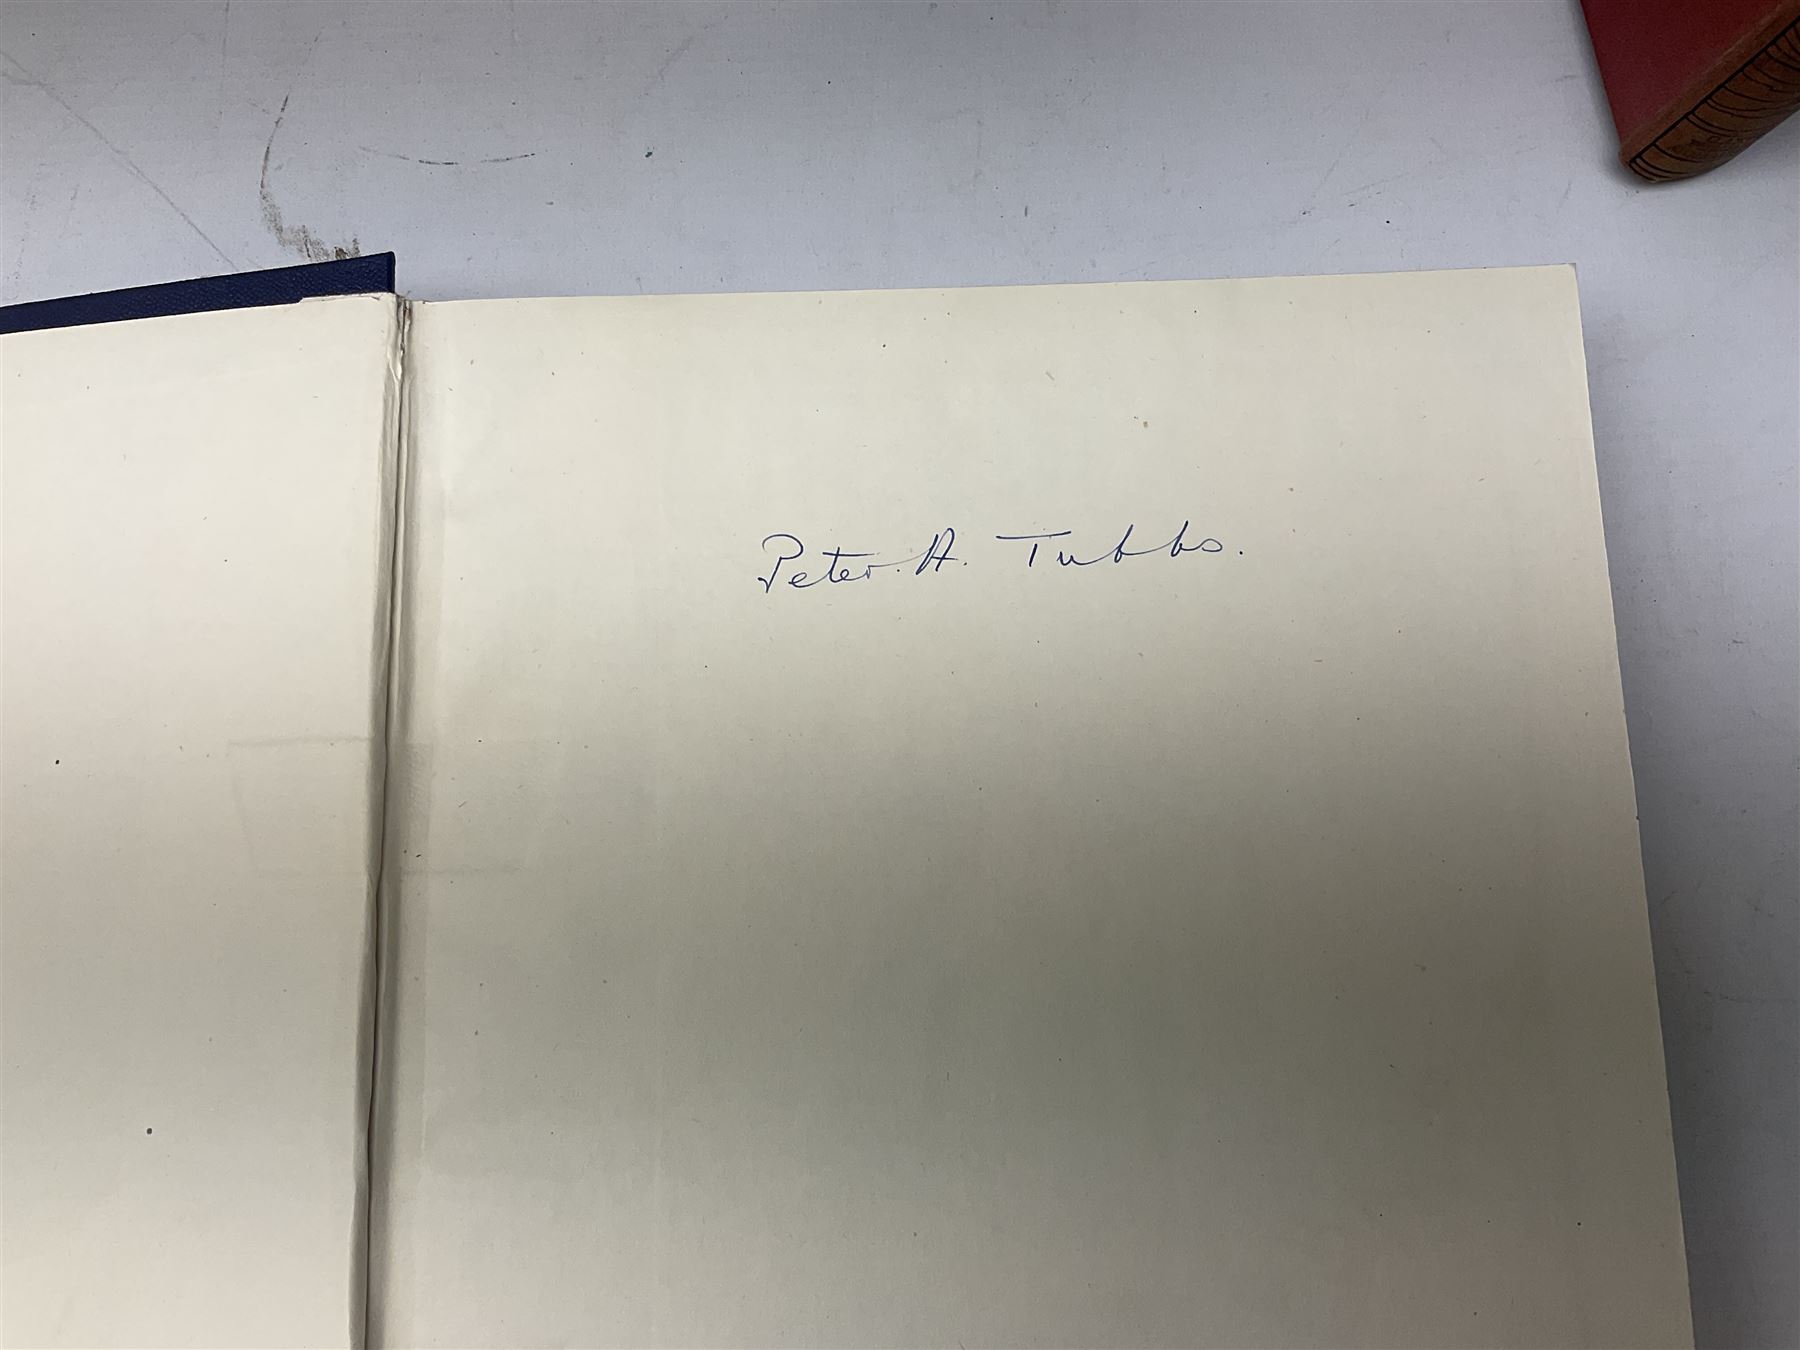 Peter. A. Tubbs.